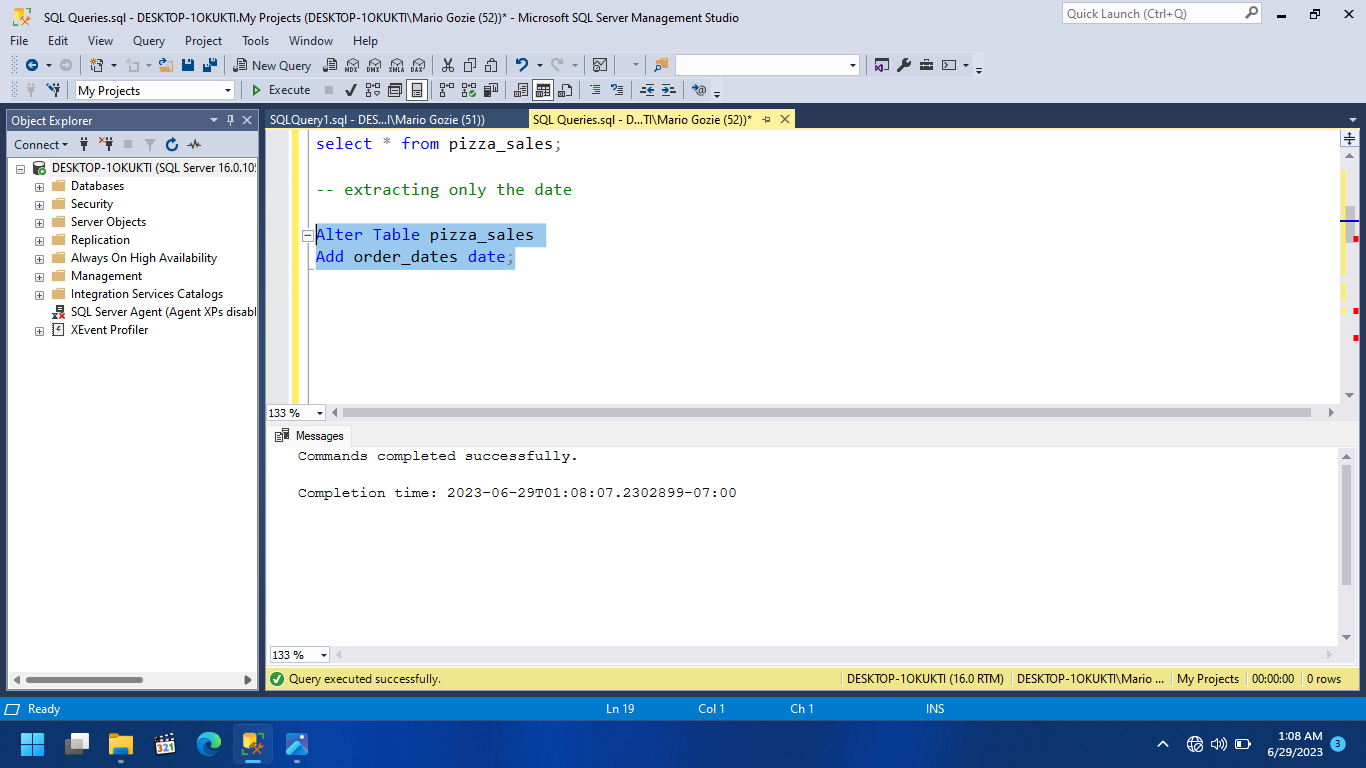 SQL Queries.sql - DESKTOP-1OKUKTI.My Projects (DESKTOP-1OKUKTI\Mario Gozie (52))* - Microsoft SQL Server Management Studio
Quick Launch (Ctrl+Q)
File Edit View Query Project Tools Window Help
New Query MDX DMX XMLA DAX
My Projects Execute
Object Explorer
SQLQuery1.sql - DES...I\Mario Gozie (51))
SQL Queries.sql - D...TI\Mario Gozie (52))*
Connect
DESKTOP-1OKUKTI (SQL Server 16.0.10
Databases
Security
Server Objects
Replication
Always On High Availability
Management
Integration Services Catalogs
SQL Server Agent (Agent XPs disabl
XEvent Profiler
select * from pizza_sales;
-- extracting only the date
Alter Table pizza_sales
Add order_dates date;
133 %
Messages
Commands completed successfully.
Completion time: 2023-06-29T01:08:07.2302899-07:00
133 %
Query executed successfully.
DESKTOP-1OKUKTI (16.0 RTM) DESKTOP-1OKUKTI\Mario ... My Projects 00:00:00 0 rows
Ready Ln 19 Col 1 Ch 1 INS
321
1:08 AM
6/29/2023
3